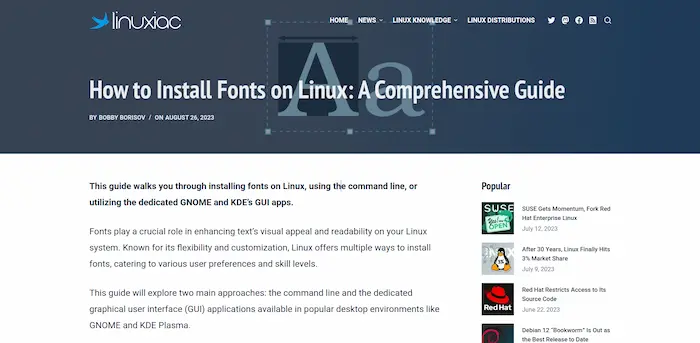 linuxiac
HOME NEWS LINUX KNOWLEDGE LINUX DISTRIBUTIONS
Aa
How to Install Fonts on Linux: A Comprehensive Guide
BY BOBBY BORISOV / ON AUGUST 26, 2023
This guide walks you through installing fonts on Linux, using the command line, or
utilizing the dedicated GNOME and KDE's GUI apps.
Fonts play a crucial role in enhancing text's visual appeal and readability on your Linux
system. Known for its flexibility and customization, Linux offers multiple ways to install
fonts, catering to various user preferences and skill levels.
This guide will explore two main approaches: the command line and the dedicated
graphical user interface (GUI) applications available in popular desktop environments like
GNOME and KDE Plasma.
Popular
SUSE
OPEN
SUSE Gets Momentum, Fork Red
Hat Enterprise Linux
July 12, 2023
After 30 Years, Linux Finally Hits
3% Market Share
July 9, 2023
Red Hat
Red Hat Restricts Access to Its
Source Code
June 22, 2023
Debian 12 "Bookworm" Is Out as
the Best Release to Date